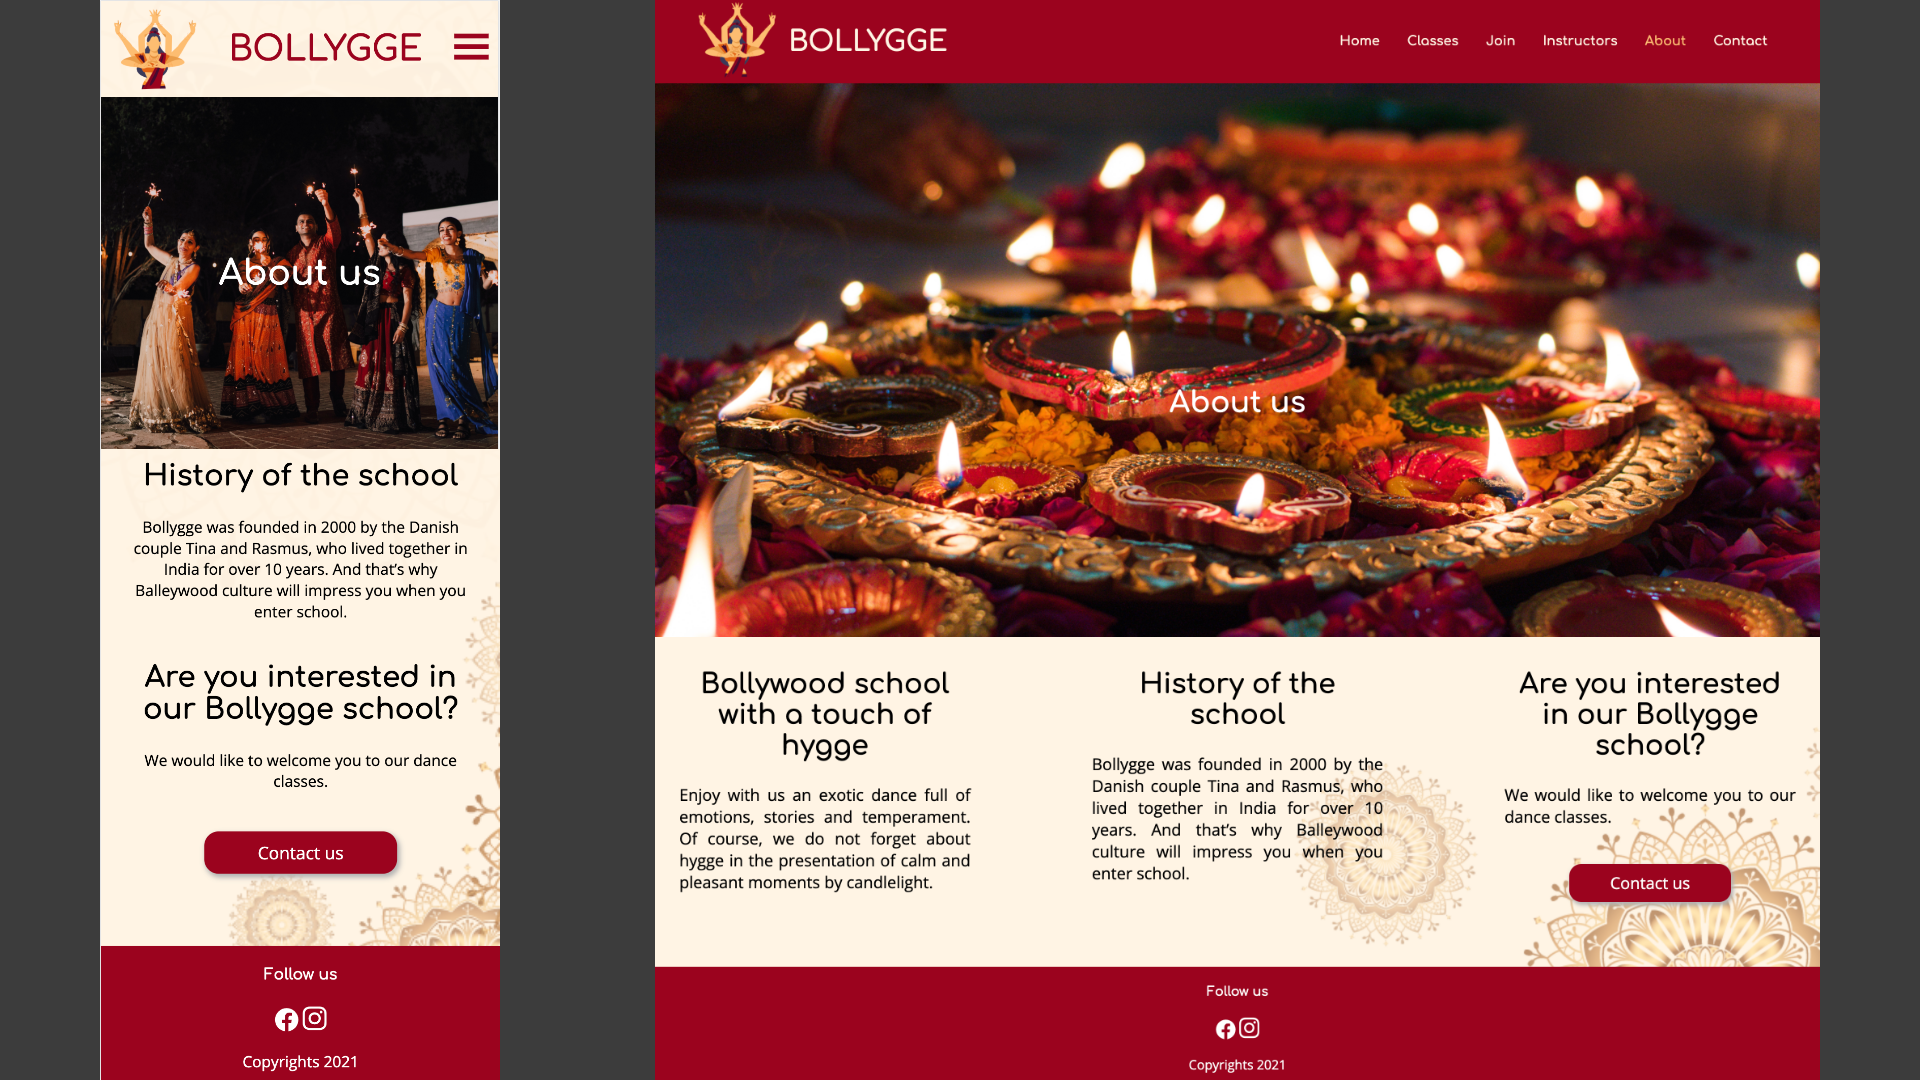 BOLLYGGE
About us
History of the school
Bollygge was founded in 2000 by the Danish
couple Tina and Rasmus, who lived together in
India for over 10 years. And that’s why
Balleywood culture will impress you when you
enter school.
Are you interested in
our Bollygge school?
We would like to welcome you to our dance
classes.
Contact us
Follow us
Copyrights 2021
BOLLYGGE
Home Classes Join Instructors About Contact
About us
Bollywood school
with a touch of
hygge
Enjoy with us an exotic dance full of
emotions, stories and temperament.
Of course, we do not forget about
hygge in the presentation of calm and
pleasant moments by candlelight.
History of the
school
Bollygge was founded in 2000 by the
Danish couple Tina and Rasmus, who
lived together in India for over 10
years. And that’s why Balleywood
culture will impress you when you
enter school.
Are you interested
in our Bollygge
school?
We would like to welcome you to our
dance classes.
Contact us
Follow us
Copyrights 2021